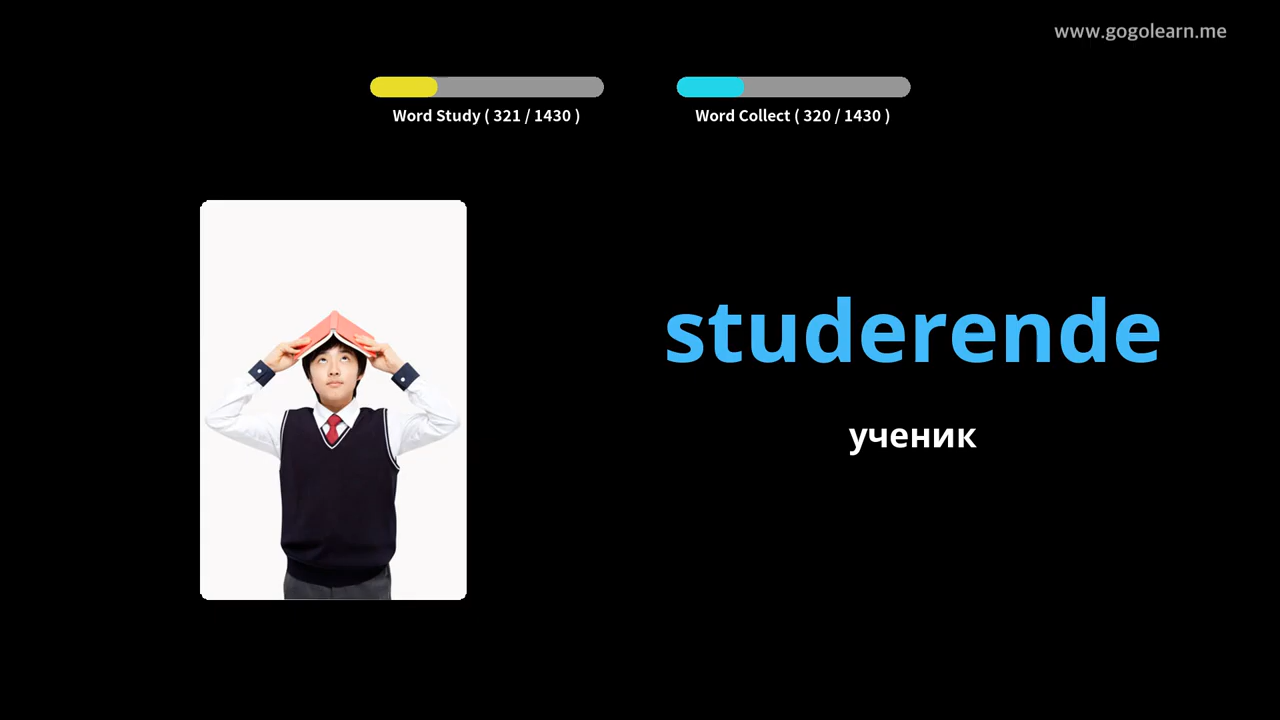 www.gogolearn.me
Word Study ( 321 / 1430 )
Word Collect ( 320 / 1430 )
studerende
ученик